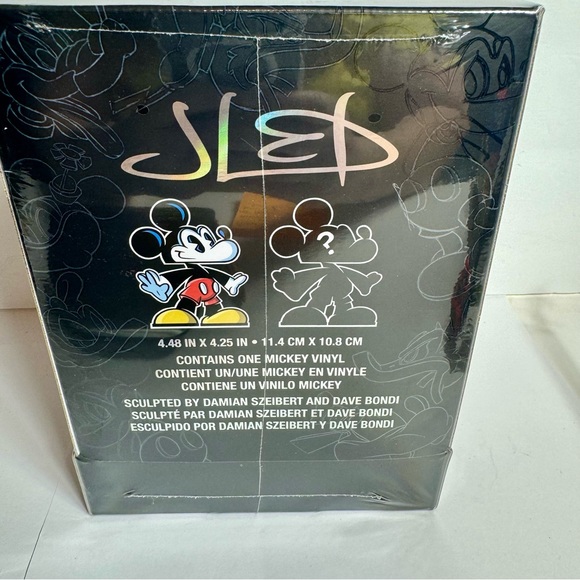 JLED
?
4.48 IN X 4.25 IN • 11.4 CM X 10.8 CM
CONTAINS ONE MICKEY VINYL
CONTIENT UN/UNE MICKEY EN VINYLE
CONTIENE UN VINILO MICKEY
SCULPTED BY DAMIAN SZEIBERT AND DAVE BONDI
SCULPTÉ PAR DAMIAN SZEIBERT ET DAVE BONDI
ESCULPIDO POR DAMIAN SZEIBERT Y DAVE BONDI